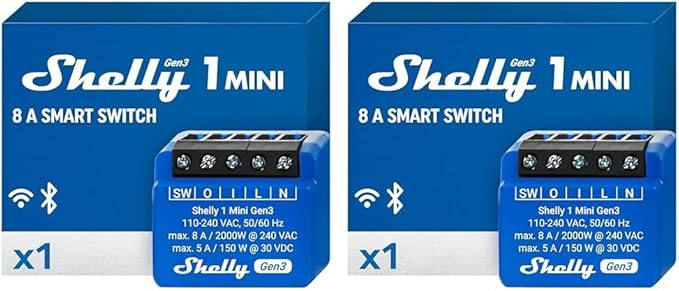 Shelly Gen3 1 MINI
8 A SMART SWITCH
SW O I L N
Shelly 1 Mini Gen3
110-240 VAC, 50/60 Hz
max. 8 A / 2000W @ 240 VAC
max. 5 A / 150 W @ 30 VDC
Shelly Gen3
x1
Shelly Gen3 1 MINI
8 A SMART SWITCH
SW O I L N
Shelly 1 Mini Gen3
110-240 VAC, 50/60 Hz
max. 8 A / 2000W @ 240 VAC
max. 5 A / 150 W @ 30 VDC
Shelly Gen3
x1